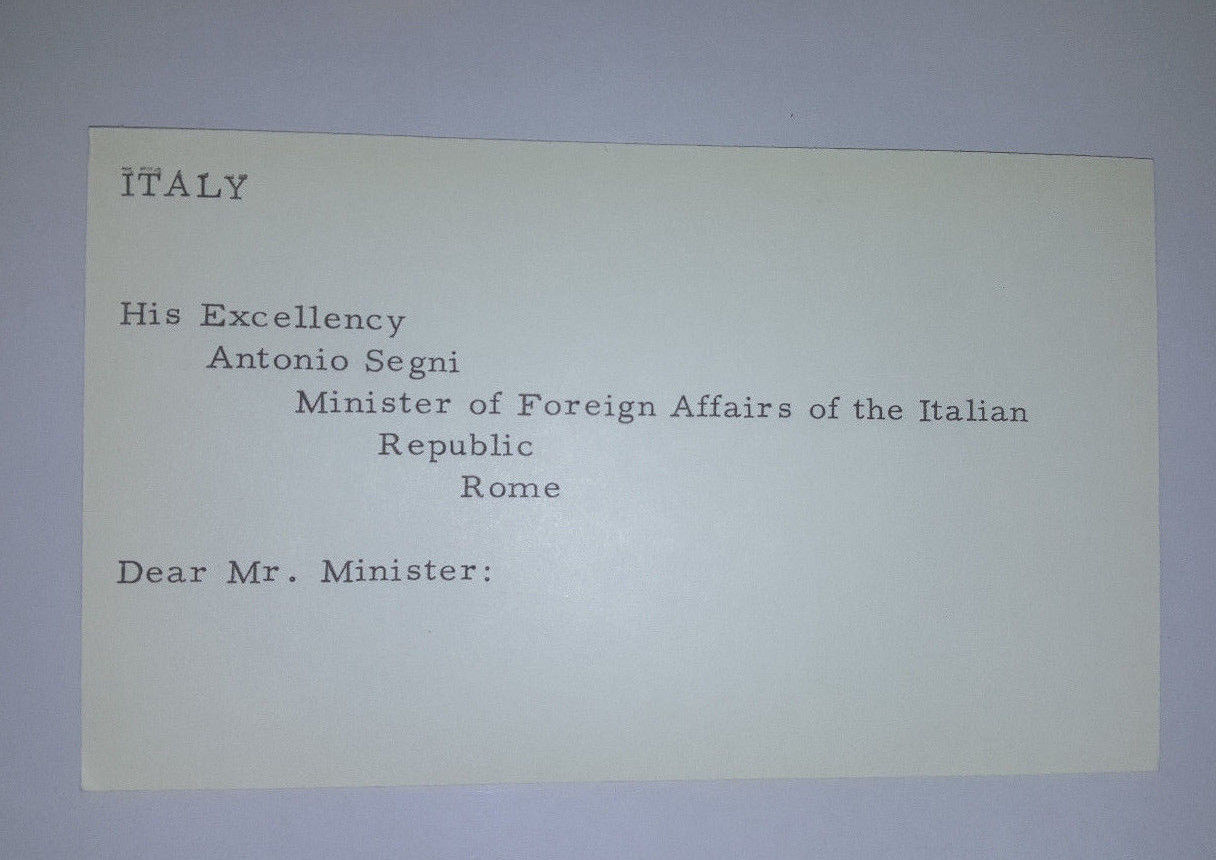 ITALY
His Excellency
Antonio Segni
Minister of Foreign Affairs of the Italian
Republic
Rome
Dear Mr. Minister: